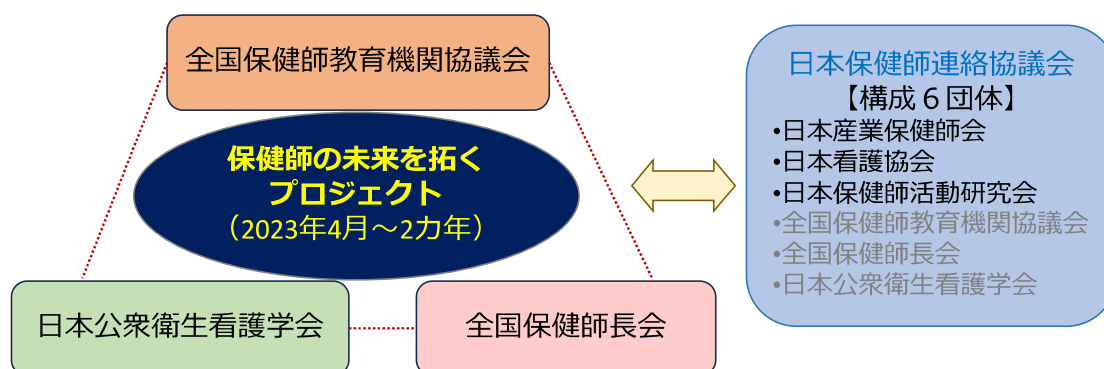 全国保健師教育機関協議会
保健師の未来を拓く
プロジェクト
（2023年4月～2カ年）
日本公衆衛生看護学会
全国保健師長会
日本保健師連絡協議会
【構成６団体】
•日本産業保健師会
•日本看護協会
•日本保健師活動研究会
•全国保健師教育機関協議会
•全国保健師長会
•日本公衆衛生看護学会